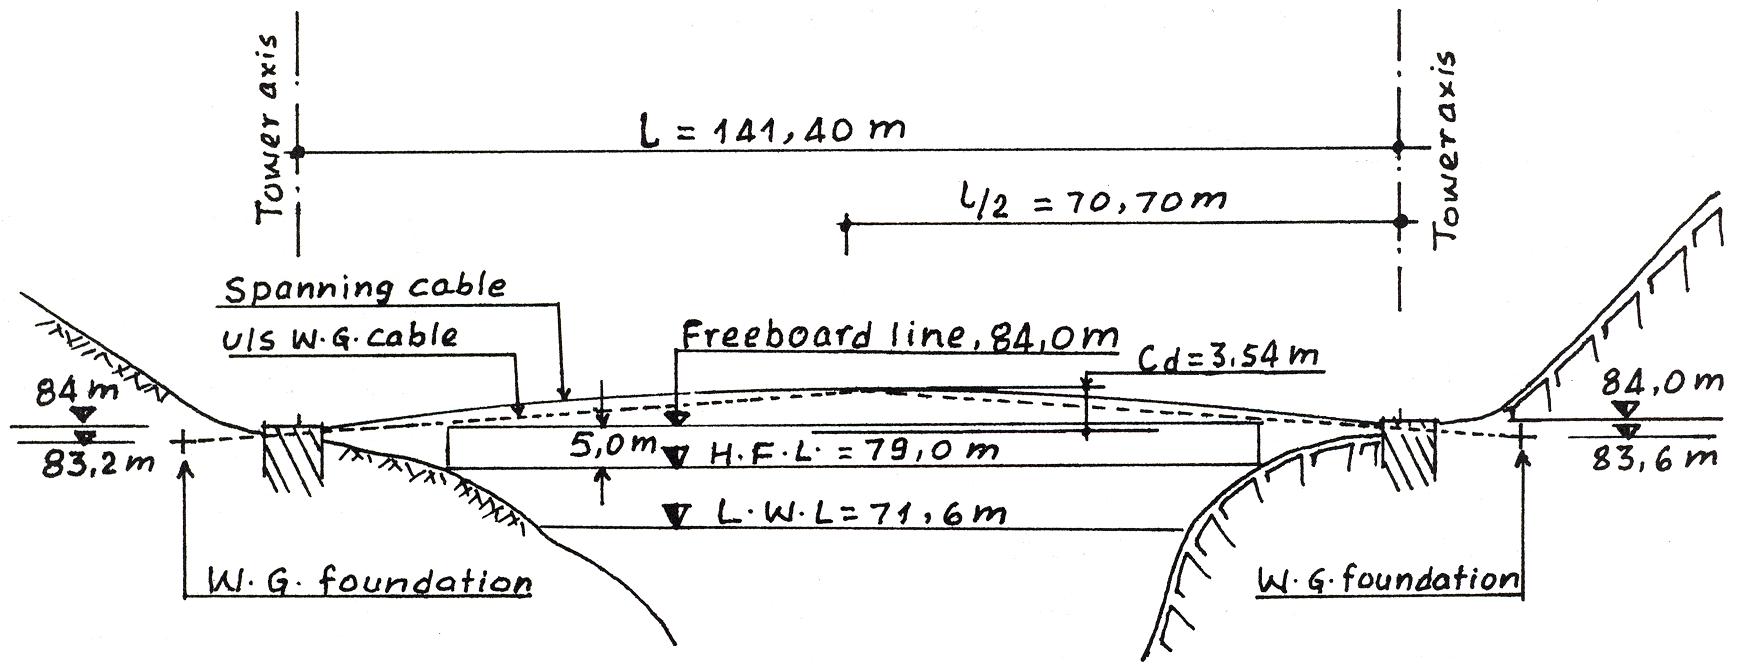 Tower axis
Tower axis
L = 141,40 m
L/2 = 70,70 m
Spanning cable
u/s W.G. cable
Freeboard line, 84,0 m
Cd = 3,54 m
84 m
83,2 m
84,0 m
83,6 m
5,0 m
H.F.L. = 79,0 m
L.W.L = 71,6 m
W.G. foundation
W.G. foundation